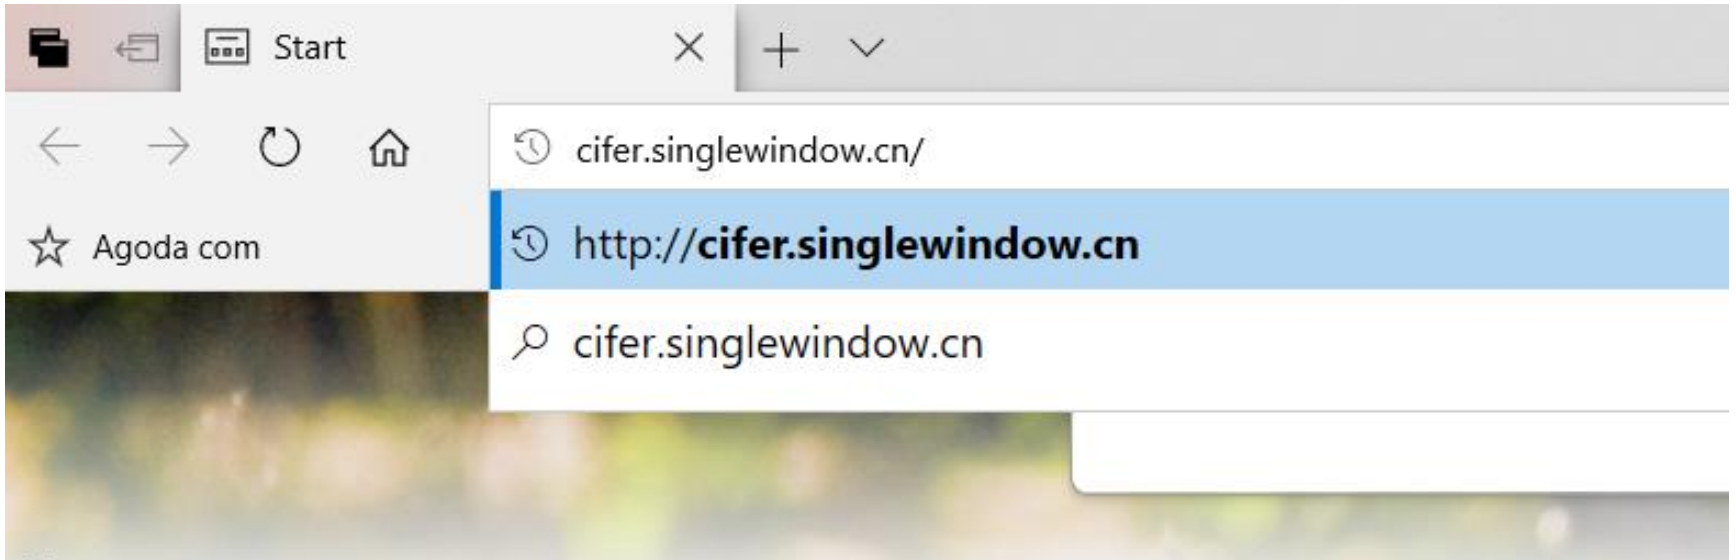 Start
cifer.singlewindow.cn/
http://cifer.singlewindow.cn
Agoda com
cifer.singlewindow.cn